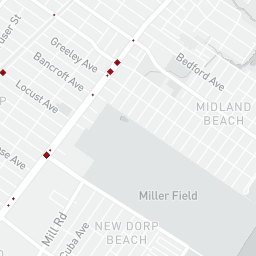 Greeley Ave
Bedford Ave
Bancroft Ave
Locust Ave
MIDLAND
BEACH
Miller Field
Mill Rd
Cuba Ave
NEW DORP
BEACH